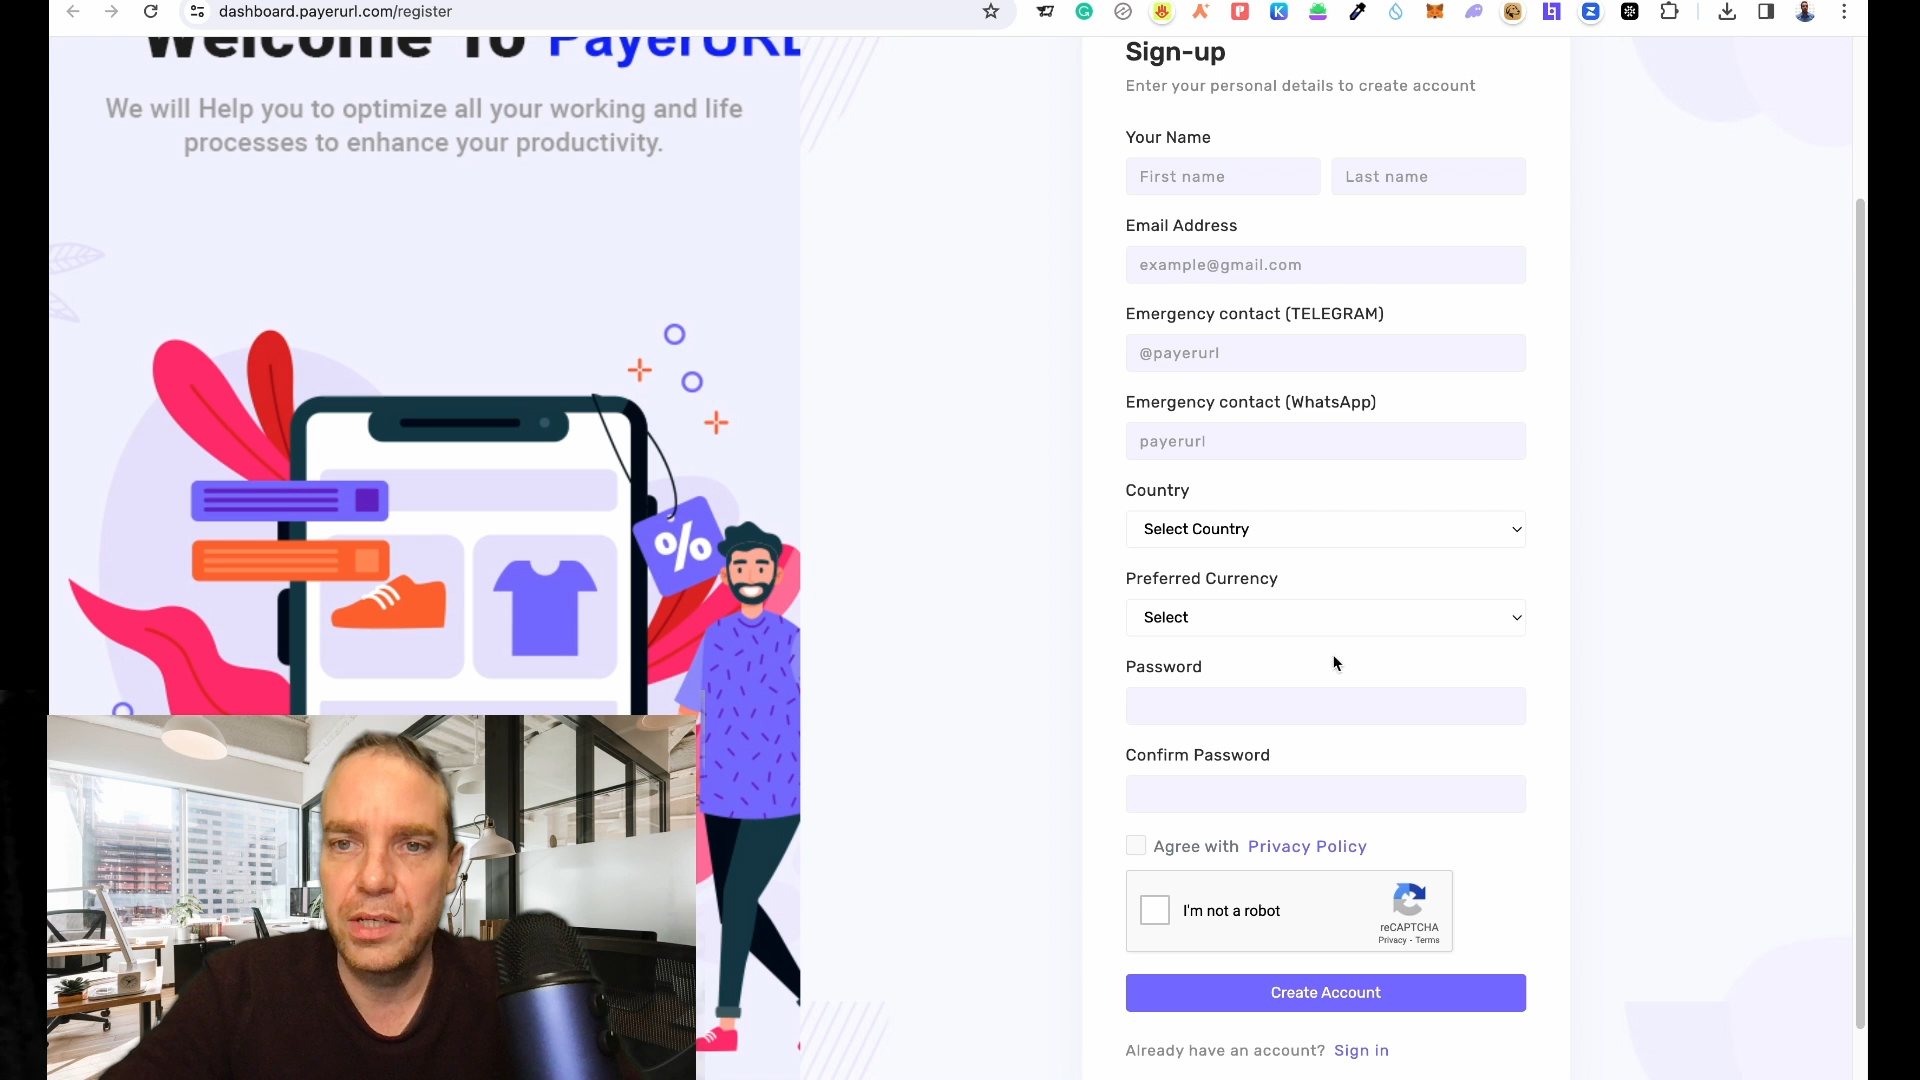 dashboard.payerurl.com/register
Welcome To PayerURL
We will Help you to optimize all your working and life
processes to enhance your productivity.
%
Sign-up
Enter your personal details to create account
Your Name
First name
Last name
Email Address
example@gmail.com
Emergency contact (TELEGRAM)
@payerurl
Emergency contact (WhatsApp)
payerurl
Country
Select Country
Preferred Currency
Select
Password
Confirm Password
Agree with Privacy Policy
I'm not a robot
reCAPTCHA
Privacy - Terms
Create Account
Already have an account? Sign in